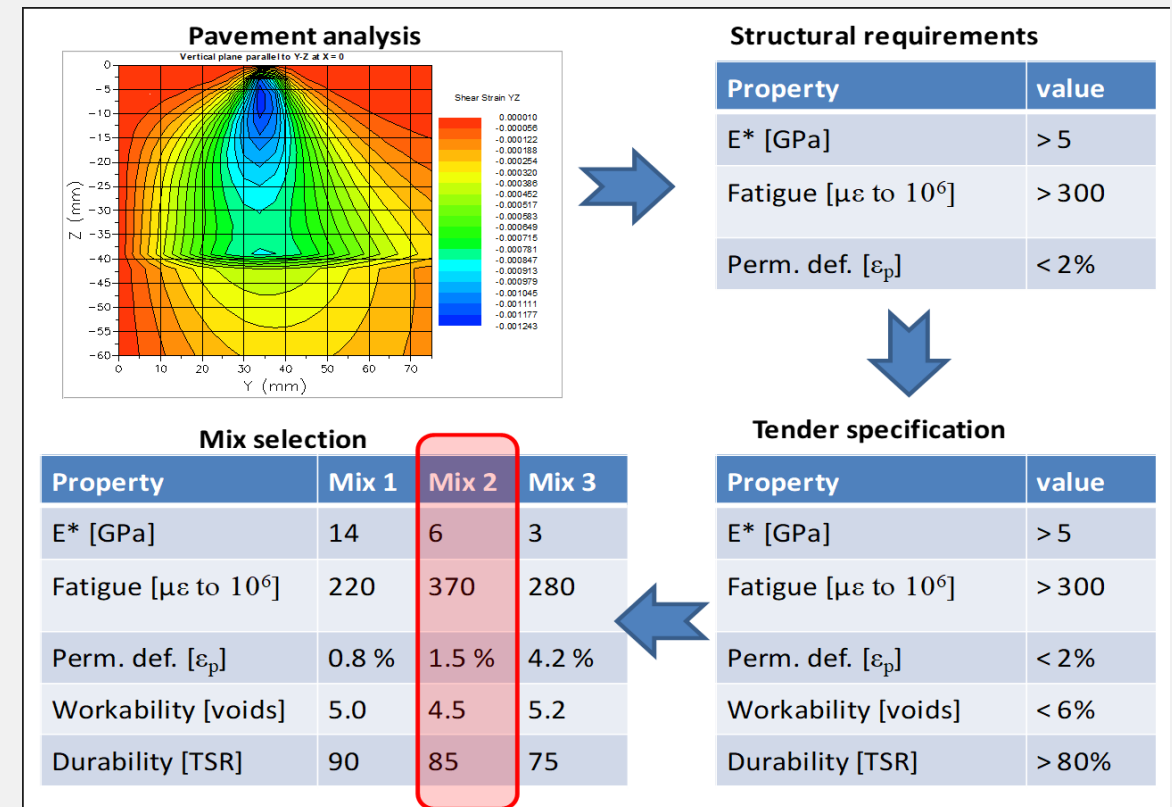 Pavement analysis
Vertical plane parallel to Y-Z at X = 0
0
-5
-10
-15
-20
-25
-30
-35
-40
-45
-50
-55
-60
Z (mm)
0 10 20 30 40 50 60 70
Y (mm)
Shear Strain YZ
0.000010
-0.000056
-0.000122
-0.000188
-0.000254
-0.000320
-0.000386
-0.000452
-0.000517
-0.000583
-0.000649
-0.000715
-0.000781
-0.000847
-0.000913
-0.000979
-0.001045
-0.001111
-0.001177
-0.001243
Structural requirements
Property value
E* [GPa] > 5
Fatigue [µε to 10⁶] > 300
Perm. def. [εₚ] < 2%
Mix selection
Property Mix 1 Mix 2 Mix 3
E* [GPa] 14 6 3
Fatigue [µε to 10⁶] 220 370 280
Perm. def. [εₚ] 0.8 % 1.5 % 4.2 %
Workability [voids] 5.0 4.5 5.2
Durability [TSR] 90 85 75
Tender specification
Property value
E* [GPa] > 5
Fatigue [µε to 10⁶] > 300
Perm. def. [εₚ] < 2%
Workability [voids] < 6%
Durability [TSR] > 80%